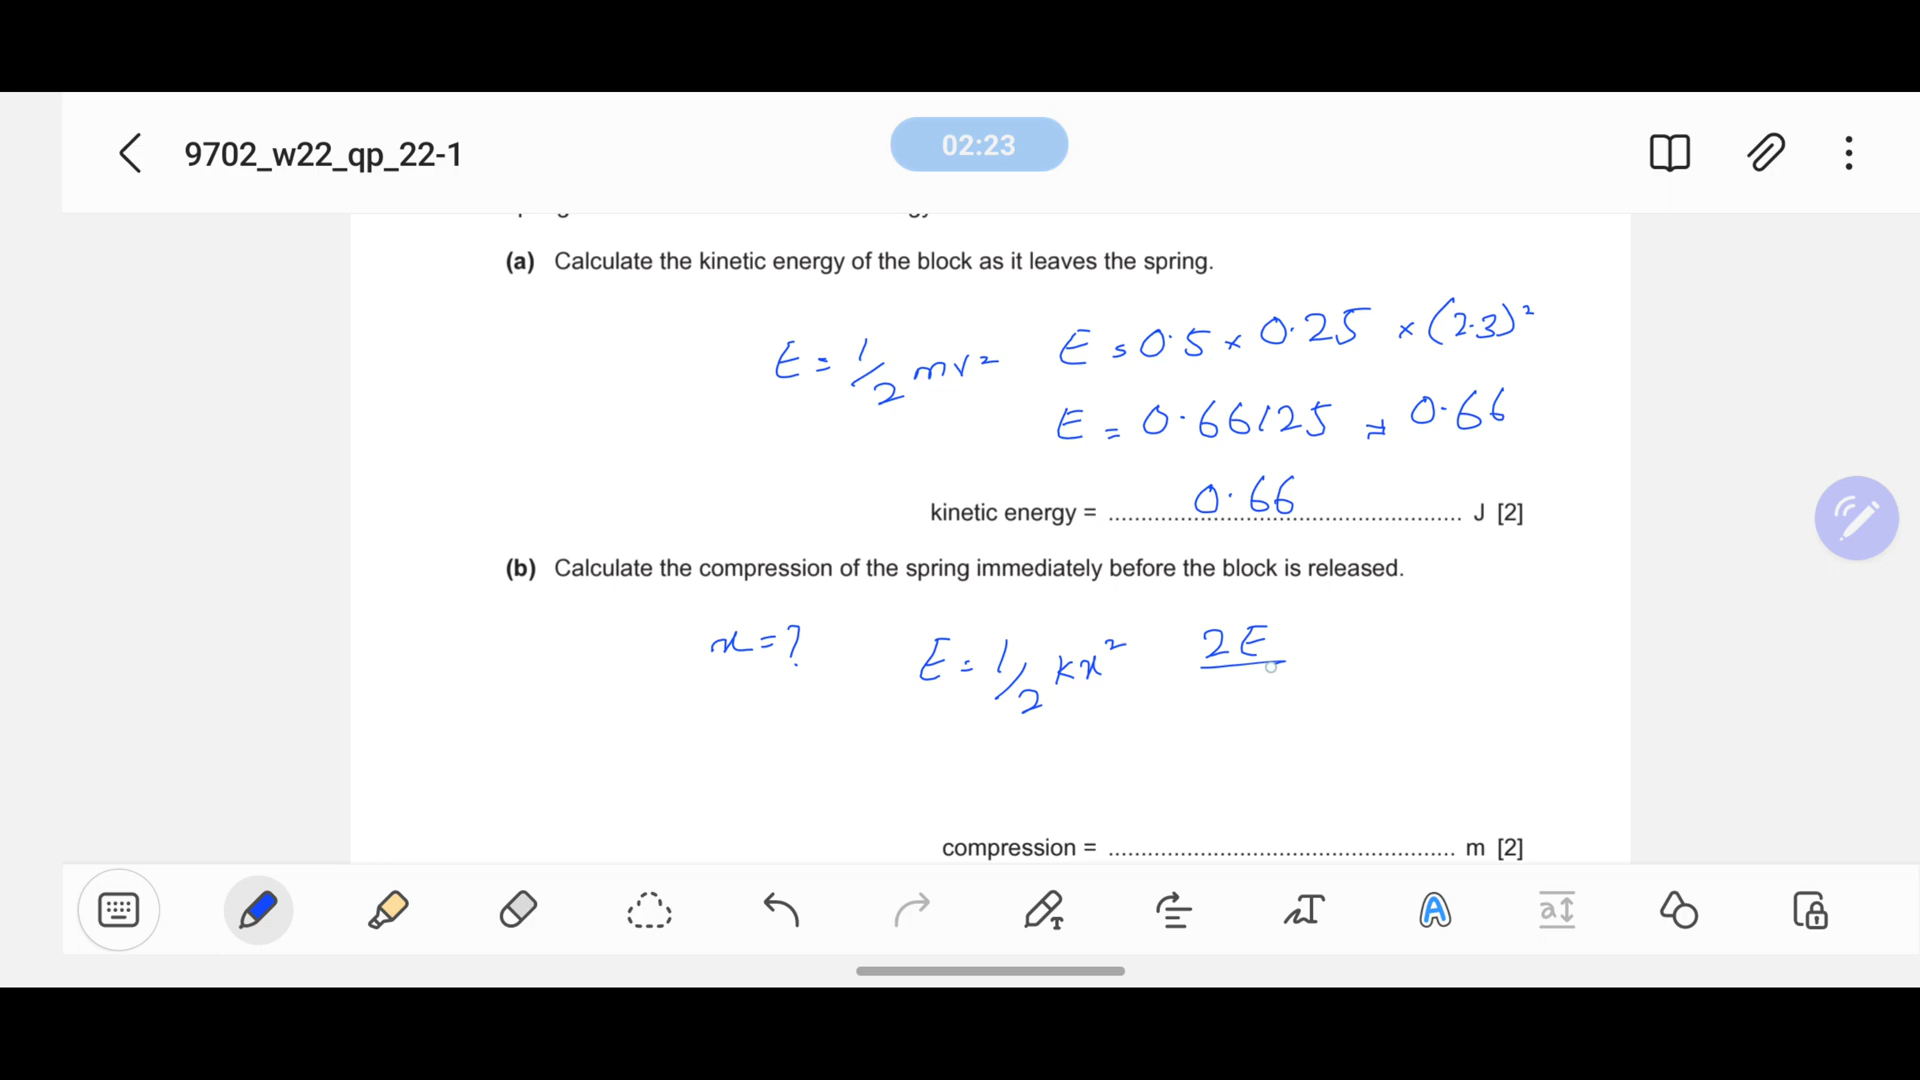 9702_w22_qp_22-1
02:23
(a) Calculate the kinetic energy of the block as it leaves the spring.
E = 1/2 mv² E = 0.5 × 0.25 × (2.3)²
E = 0.66125 ≈ 0.66
kinetic energy = 0.66 J [2]
(b) Calculate the compression of the spring immediately before the block is released.
x = ? E = 1/2 kx² 2E
compression = ........................................ m [2]